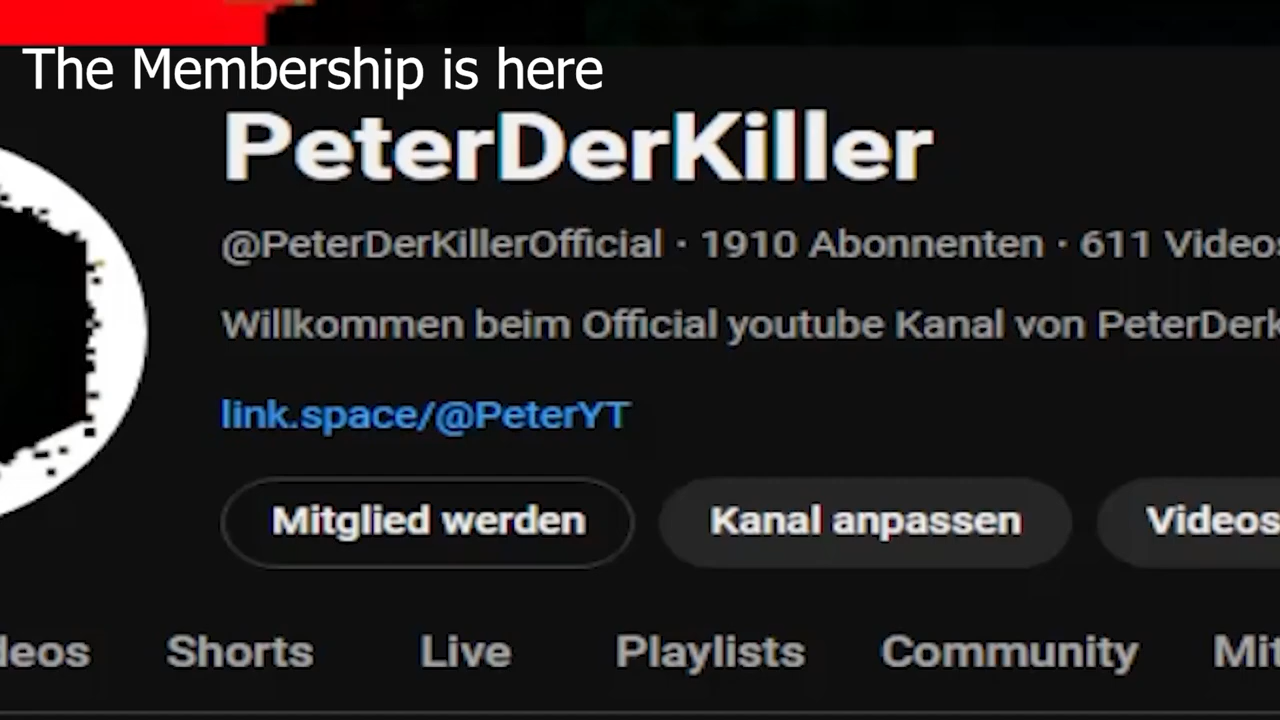 The Membership is here
PeterDerKiller
@PeterDerKillerOfficial · 1910 Abonnenten · 611 Videos
Willkommen beim Official youtube Kanal von PeterDerk
link.space/@PeterYT
Mitglied werden Kanal anpassen Videos
deos Shorts Live Playlists Community Mit